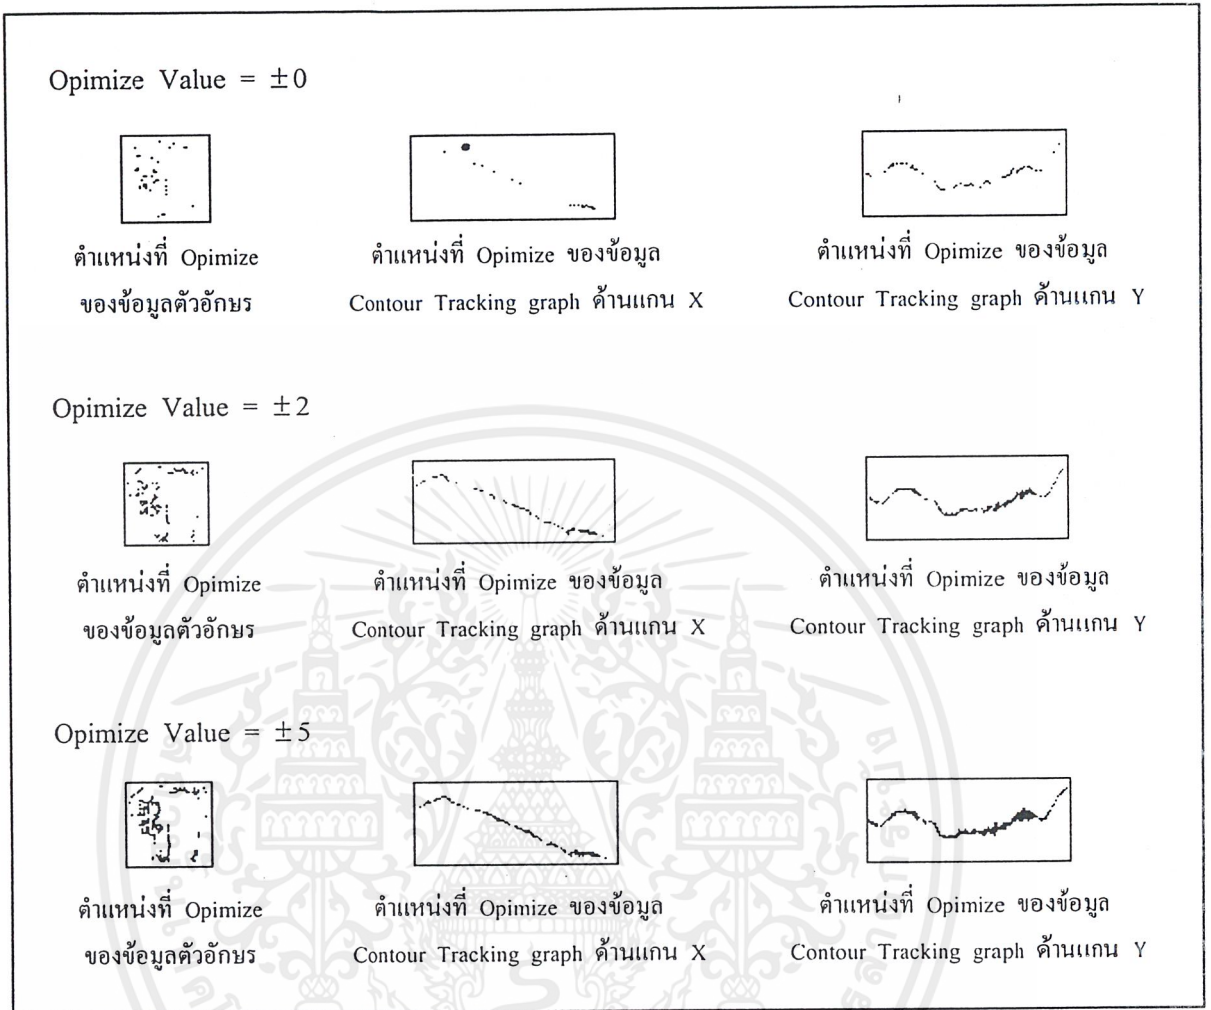 Opimize Value = ±0
ตำแหน่งที่ Opimize
ของข้อมูลตัวอักษร
ตำแหน่งที่ Opimize ของข้อมูล
Contour Tracking graph ด้านแกน X
ตำแหน่งที่ Opimize ของข้อมูล
Contour Tracking graph ด้านแกน Y
Opimize Value = ±2
ตำแหน่งที่ Opimize
ของข้อมูลตัวอักษร
ตำแหน่งที่ Opimize ของข้อมูล
Contour Tracking graph ด้านแกน X
ตำแหน่งที่ Opimize ของข้อมูล
Contour Tracking graph ด้านแกน Y
Opimize Value = ±5
ตำแหน่งที่ Opimize
ของข้อมูลตัวอักษร
ตำแหน่งที่ Opimize ของข้อมูล
Contour Tracking graph ด้านแกน X
ตำแหน่งที่ Opimize ของข้อมูล
Contour Tracking graph ด้านแกน Y